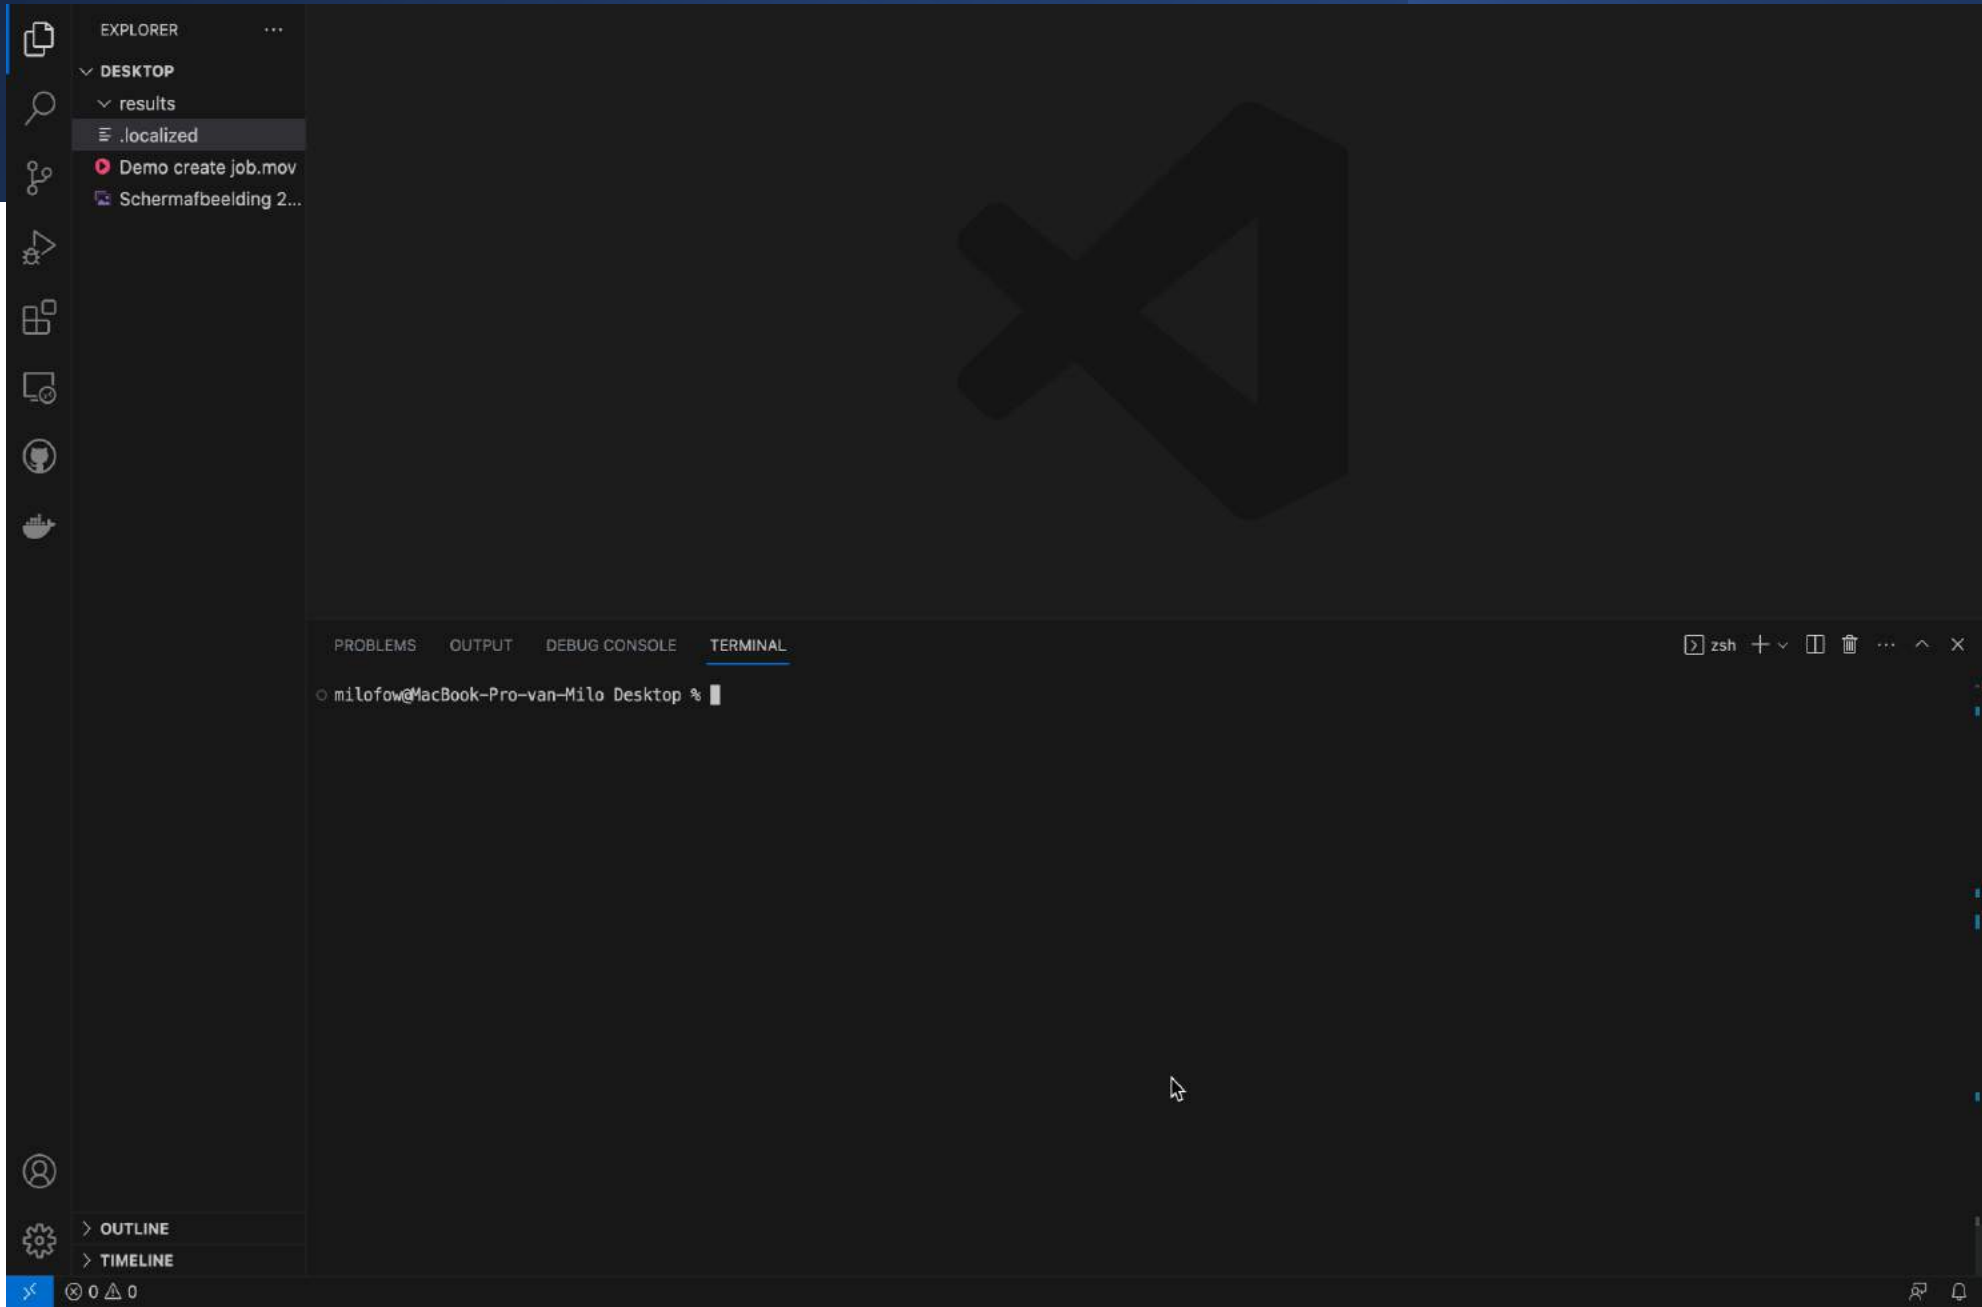 EXPLORER
DESKTOP
results
.localized
Demo create job.mov
Schermafbeelding 2...
PROBLEMS OUTPUT DEBUG CONSOLE TERMINAL
zsh
milofow@MacBook-Pro-van-Milo Desktop %
OUTLINE
TIMELINE
0 0